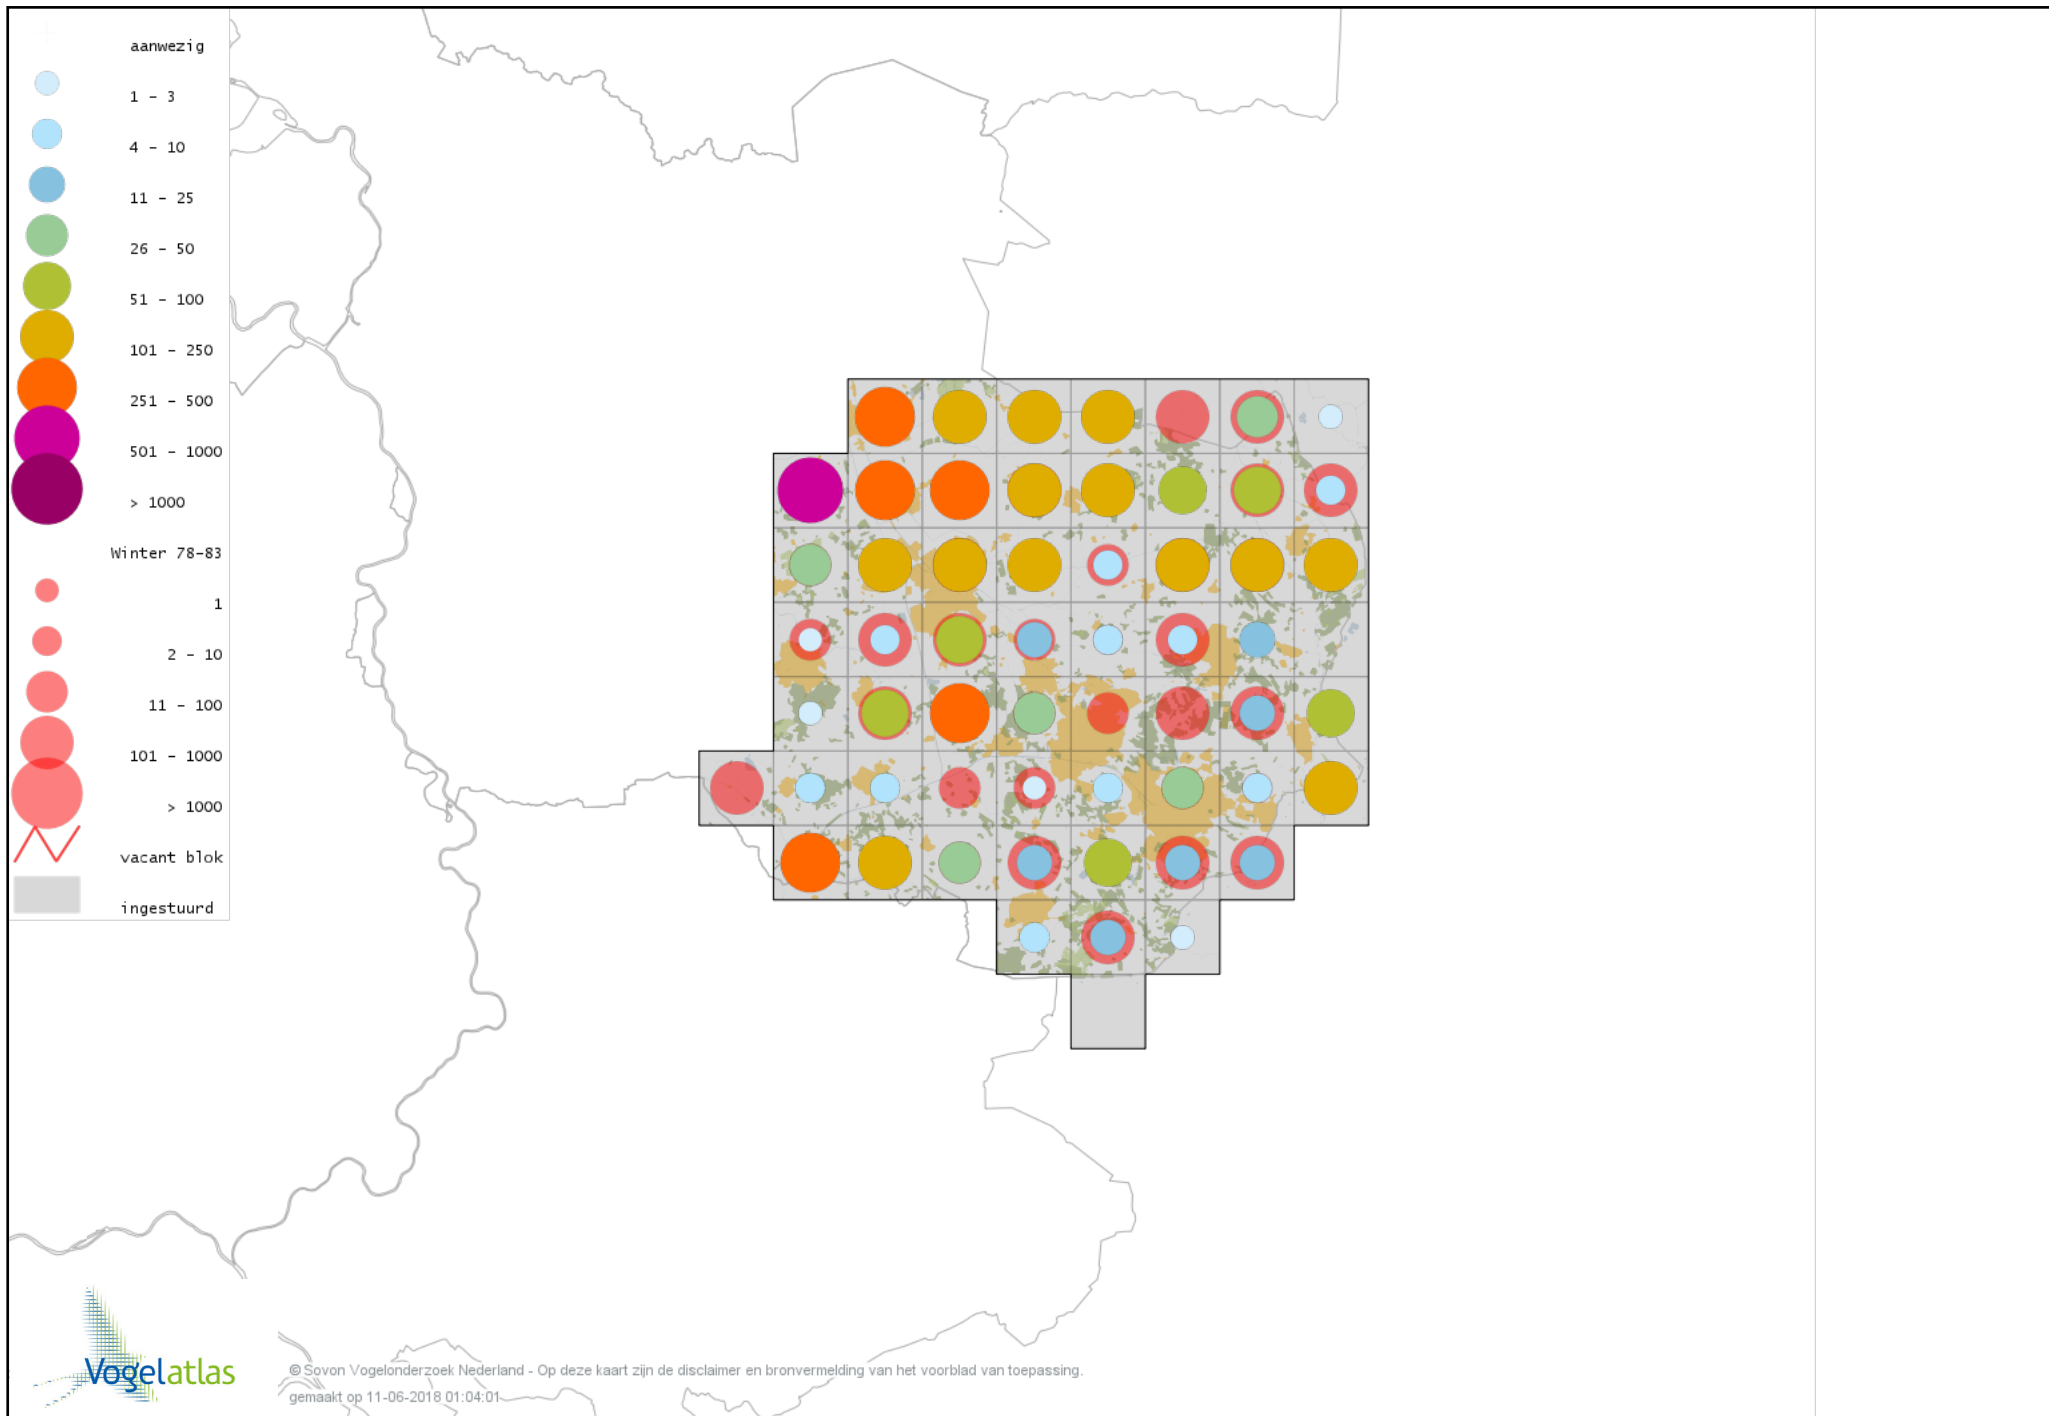 aanwezig
1 - 3
4 - 10
11 - 25
26 - 50
51 - 100
101 - 250
251 - 500
501 - 1000
> 1000
Winter 78-83
1
2 - 10
11 - 100
101 - 1000
> 1000
vacant blok
ingestuurd
Vogelatlas
© Sovon Vogelonderzoek Nederland - Op deze kaart zijn de disclaimer en bronvermelding van het voorblad van toepassing.
gemaakt op 11-06-2018 01:04:01